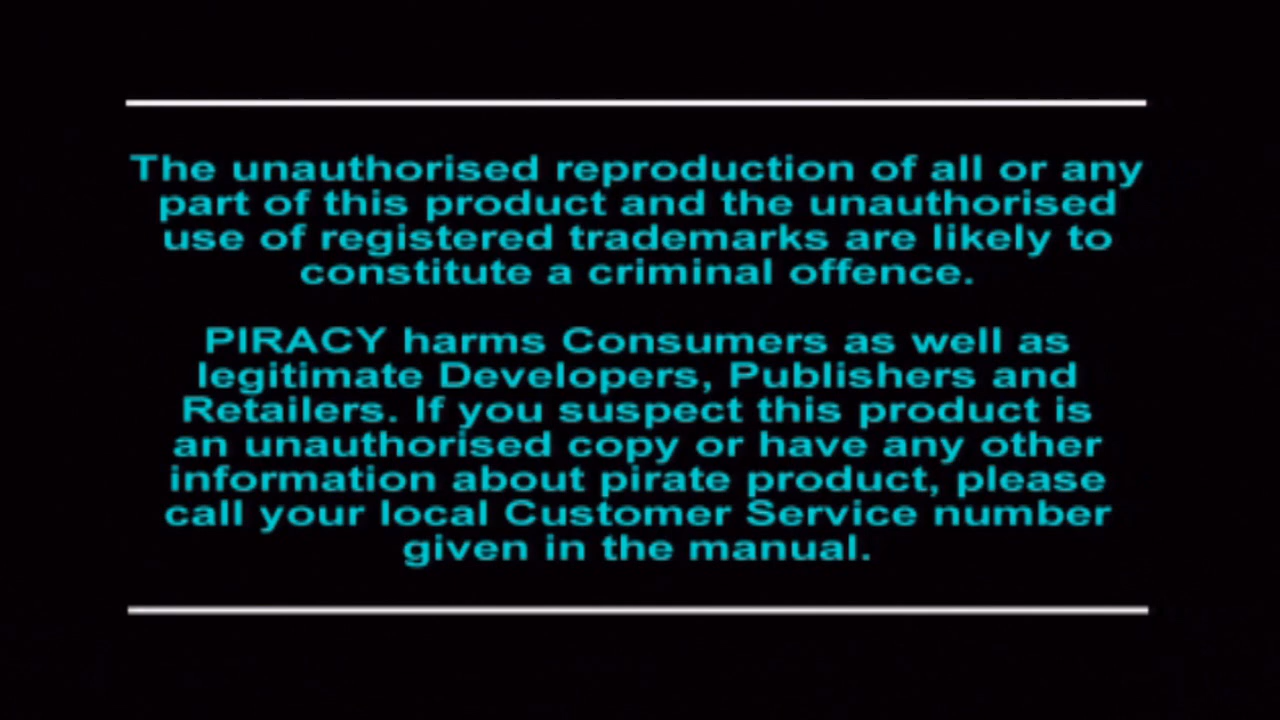 The unauthorised reproduction of all or any
part of this product and the unauthorised
use of registered trademarks are likely to
constitute a criminal offence.
PIRACY harms Consumers as well as
legitimate Developers, Publishers and
Retailers. If you suspect this product is
an unauthorised copy or have any other
information about pirate product, please
call your local Customer Service number
given in the manual.